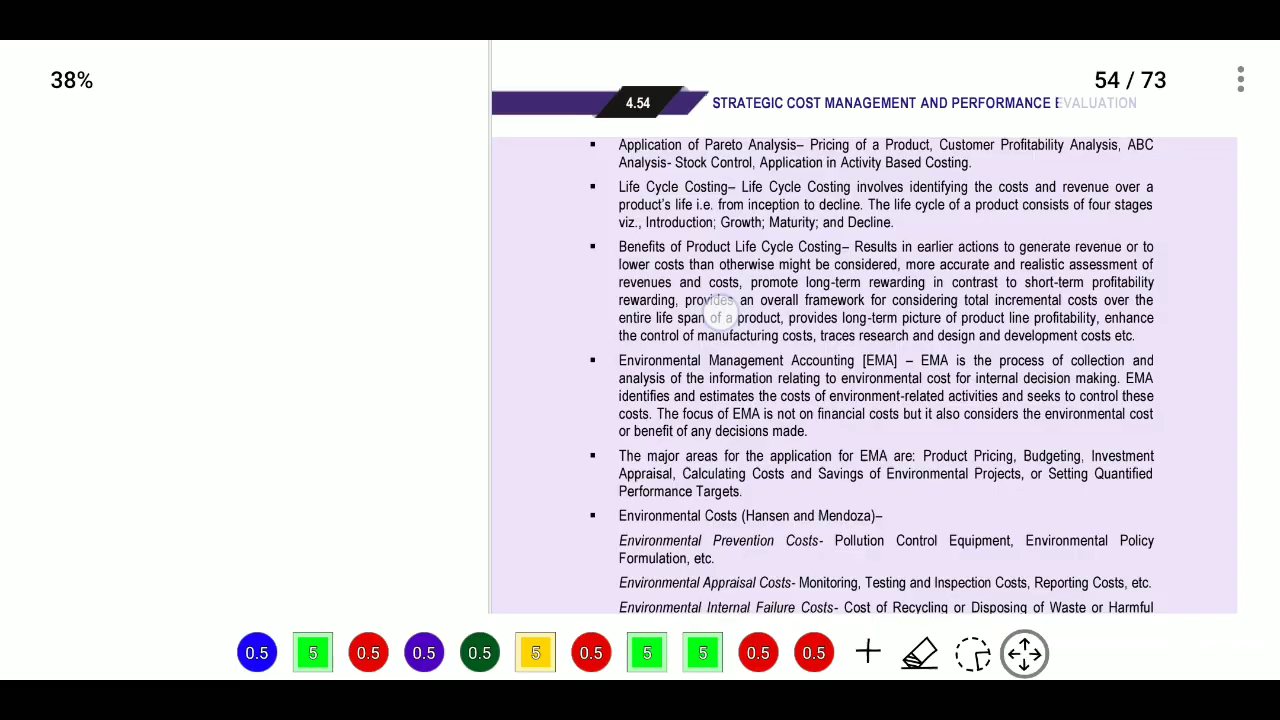 38%
54 / 73
4.54
STRATEGIC COST MANAGEMENT AND PERFORMANCE EVALUATION
▪ Application of Pareto Analysis– Pricing of a Product, Customer Profitability Analysis, ABC
Analysis- Stock Control, Application in Activity Based Costing.
▪ Life Cycle Costing– Life Cycle Costing involves identifying the costs and revenue over a
product's life i.e. from inception to decline. The life cycle of a product consists of four stages
viz., Introduction; Growth; Maturity; and Decline.
▪ Benefits of Product Life Cycle Costing– Results in earlier actions to generate revenue or to
lower costs than otherwise might be considered, more accurate and realistic assessment of
revenues and costs, promote long-term rewarding in contrast to short-term profitability
rewarding, provides an overall framework for considering total incremental costs over the
entire life span of a product, provides long-term picture of product line profitability, enhance
the control of manufacturing costs, traces research and design and development costs etc.
▪ Environmental Management Accounting [EMA] – EMA is the process of collection and
analysis of the information relating to environmental cost for internal decision making. EMA
identifies and estimates the costs of environment-related activities and seeks to control these
costs. The focus of EMA is not on financial costs but it also considers the environmental cost
or benefit of any decisions made.
▪ The major areas for the application for EMA are: Product Pricing, Budgeting, Investment
Appraisal, Calculating Costs and Savings of Environmental Projects, or Setting Quantified
Performance Targets.
▪ Environmental Costs (Hansen and Mendoza)–
Environmental Prevention Costs- Pollution Control Equipment, Environmental Policy
Formulation, etc.
Environmental Appraisal Costs- Monitoring, Testing and Inspection Costs, Reporting Costs, etc.
Environmental Internal Failure Costs- Cost of Recycling or Disposing of Waste or Harmful
0.5 5 0.5 0.5 0.5 5 0.5 5 5 0.5 0.5